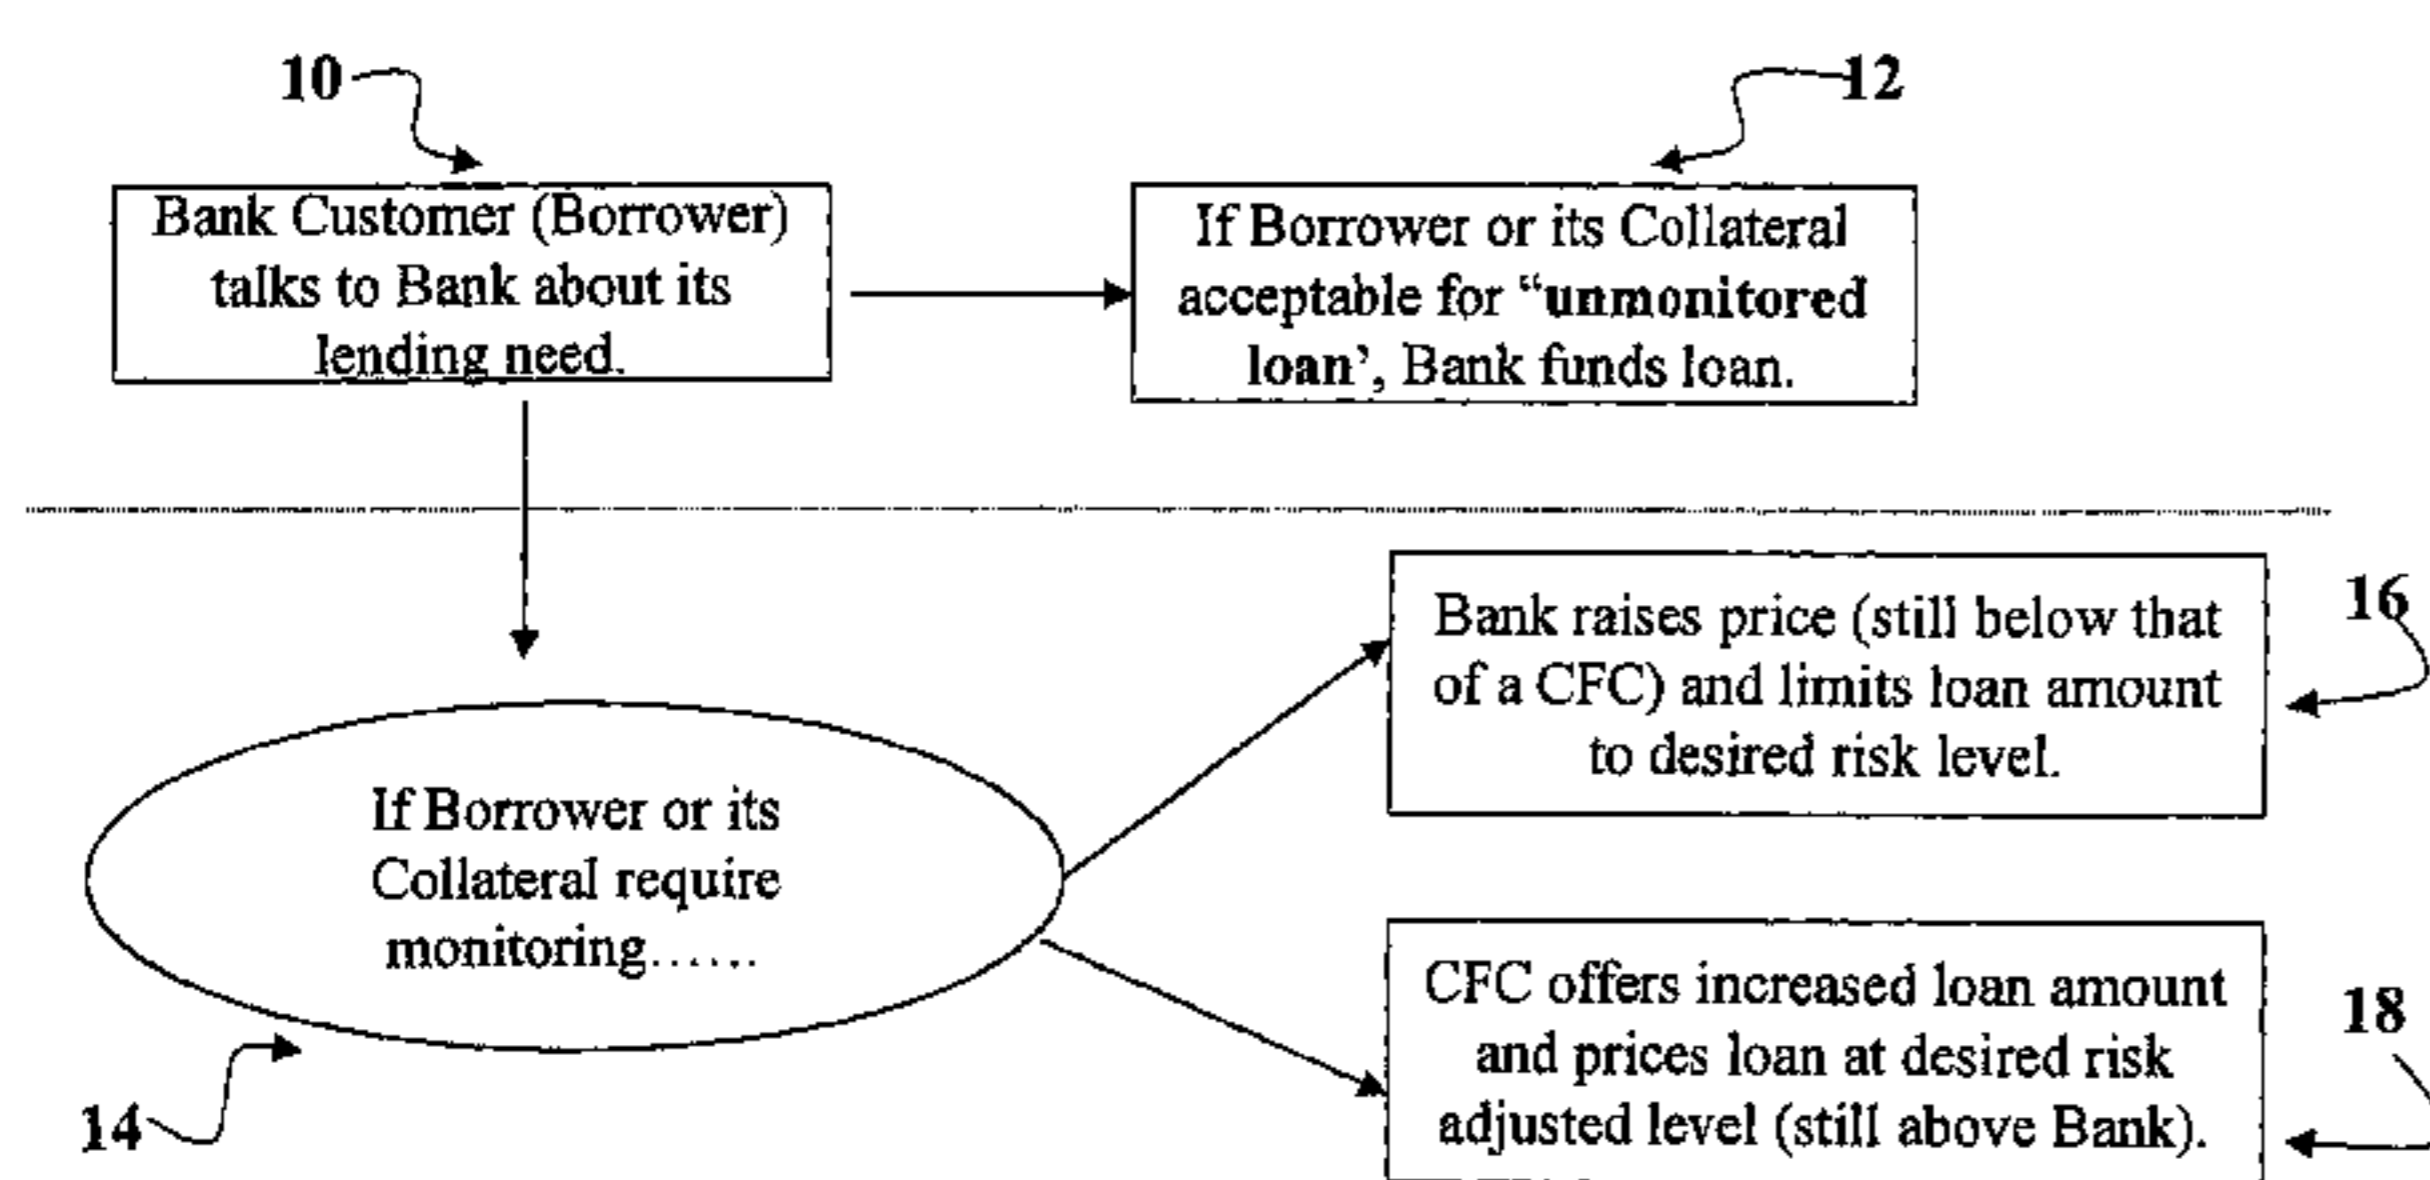 10
12
Bank Customer (Borrower)
talks to Bank about its
lending need.
If Borrower or its Collateral
acceptable for “unmonitored
loan’, Bank funds loan.
16
Bank raises price (still below that
of a CFC) and limits loan amount
to desired risk level.
If Borrower or its
Collateral require
monitoring……
18
CFC offers increased loan amount
and prices loan at desired risk
adjusted level (still above Bank).
14